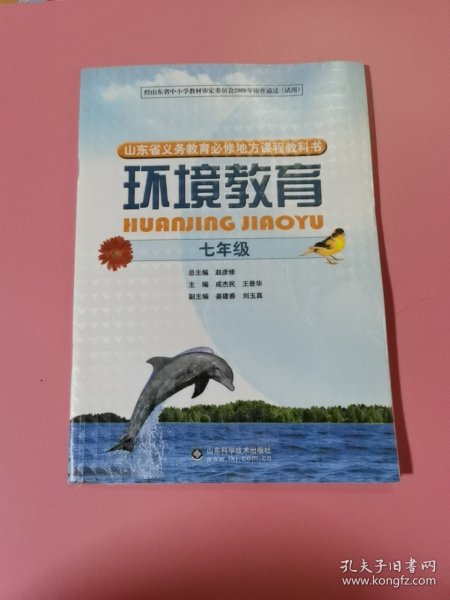 经山东省中小学教材审定委员会2008年审查通过（试用）
山东省义务教育必修地方课程教科书
环境教育
HUANJING JIAOYU
七年级
总主编 赵彦修
主编 成杰民 王景华
副主编 姜建春 刘玉真
山东科学技术出版社
www.lkj.com.cn
孔夫子旧书网
www.kongfz.com